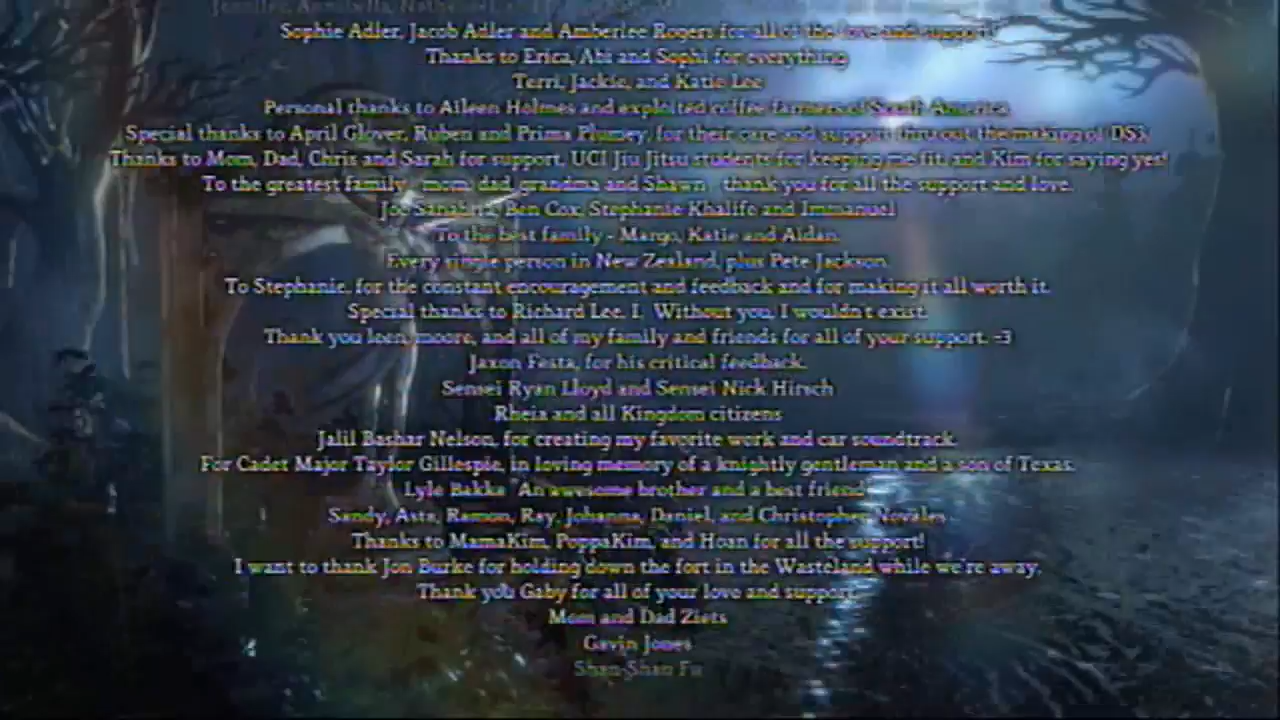 Sophie Adler, Jacob Adler and Amberlee Rogers for all of the love and support!
Thanks to Erica, Abi and Sophi for everything.
Terri, Jackie, and Katie Lee
Personal thanks to Aileen Holmes and exploited coffee farmers of South America.
Special thanks to April Glover, Ruben and Prima Plumey, for their care and support thru out the making of DS3.
Thanks to Mom, Dad, Chris and Sarah for support, UCI Jiu Jitsu students for keeping me fit, and Kim for saying yes!
To the greatest family - mom, dad, grandma and Shawn - thank you for all the support and love.
Joe Ben Cox, Stephanie Khalife and Immanuel
To the best family - Margo, Katie and Aidan.
Every single person in New Zealand, plus Pete Jackson.
To Stephanie, for the constant encouragement and feedback and for making it all worth it.
Special thanks to Richard Lee, I. Without you, I wouldn't exist.
Thank you leen, moore, and all of my family and friends for all of your support. =3
Jaxon Festa, for his critical feedback.
Sensei Ryan Lloyd and Sensei Nick Hirsch
Rheia and all Kingdom citizens
Jalil Bashar Nelson, for creating my favorite work and car soundtrack.
For Cadet Major Taylor Gillespie, in loving memory of a knightly gentleman and a son of Texas.
Lyle Bakke An awesome brother and a best friend
Sandy, Asta, Ramon, Ray, Johanna, Daniel, and Christopher Novales
Thanks to MamaKim, PoppaKim, and Hoan for all the support!
I want to thank Jon Burke for holding down the fort in the Wasteland while we're away.
Thank you Gaby for all of your love and support.
Mom and Dad Ziets
Gavin Jones
Shan-Shan Fu